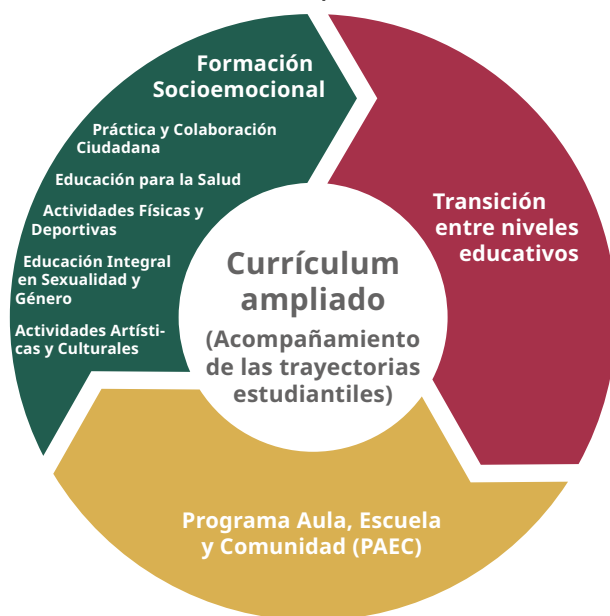 Formación
Socioemocional
Práctica y Colaboración
Ciudadana
Educación para la Salud
Actividades Físicas y
Deportivas
Educación Integral
en Sexualidad y
Género
Actividades Artísti-
cas y Culturales
Transición
entre niveles
educativos
Currículum
ampliado
(Acompañamiento
de las trayectorias
estudiantiles)
Programa Aula, Escuela
y Comunidad (PAEC)